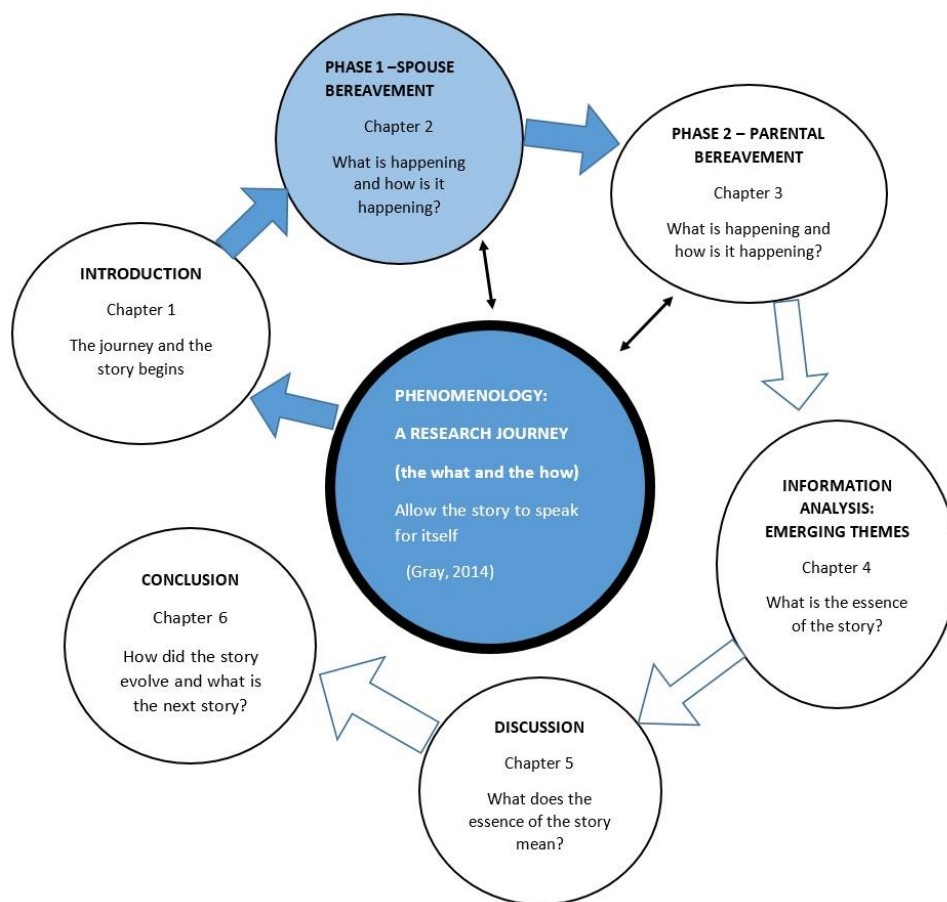 PHASE 1 –SPOUSE
BEREAVEMENT
Chapter 2
What is happening
and how is it
happening?
PHASE 2 – PARENTAL
BEREAVEMENT
Chapter 3
What is happening and
how is it happening?
INTRODUCTION
Chapter 1
The journey and the
story begins
PHENOMENOLOGY:
A RESEARCH JOURNEY
(the what and the how)
Allow the story to speak
for itself
(Gray, 2014)
INFORMATION
ANALYSIS:
EMERGING THEMES
Chapter 4
What is the essence
of the story?
CONCLUSION
Chapter 6
How did the story
evolve and what is
the next story?
DISCUSSION
Chapter 5
What does the
essence of the story
mean?